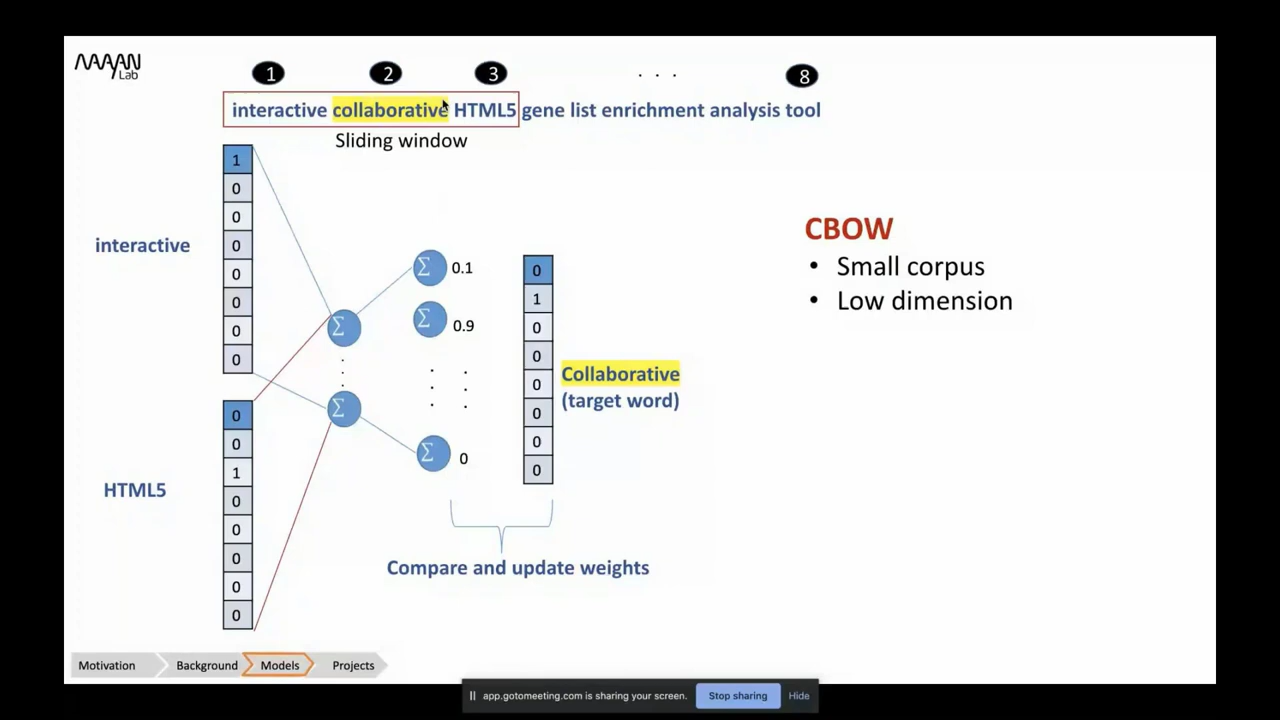 MAAYAN
Lab
1 2 3 . . . 8
interactive collaborative HTML5 gene list enrichment analysis tool
Sliding window
interactive
1
0
0
0
0
0
0
0
HTML5
0
0
1
0
0
0
0
0
Σ
Σ
Σ 0.1
Σ 0.9
Σ 0
0
1
0
0
0
0
0
0
Collaborative
(target word)
Compare and update weights
CBOW
• Small corpus
• Low dimension
Motivation Background Models Projects
app.gotomeeting.com is sharing your screen. Stop sharing Hide